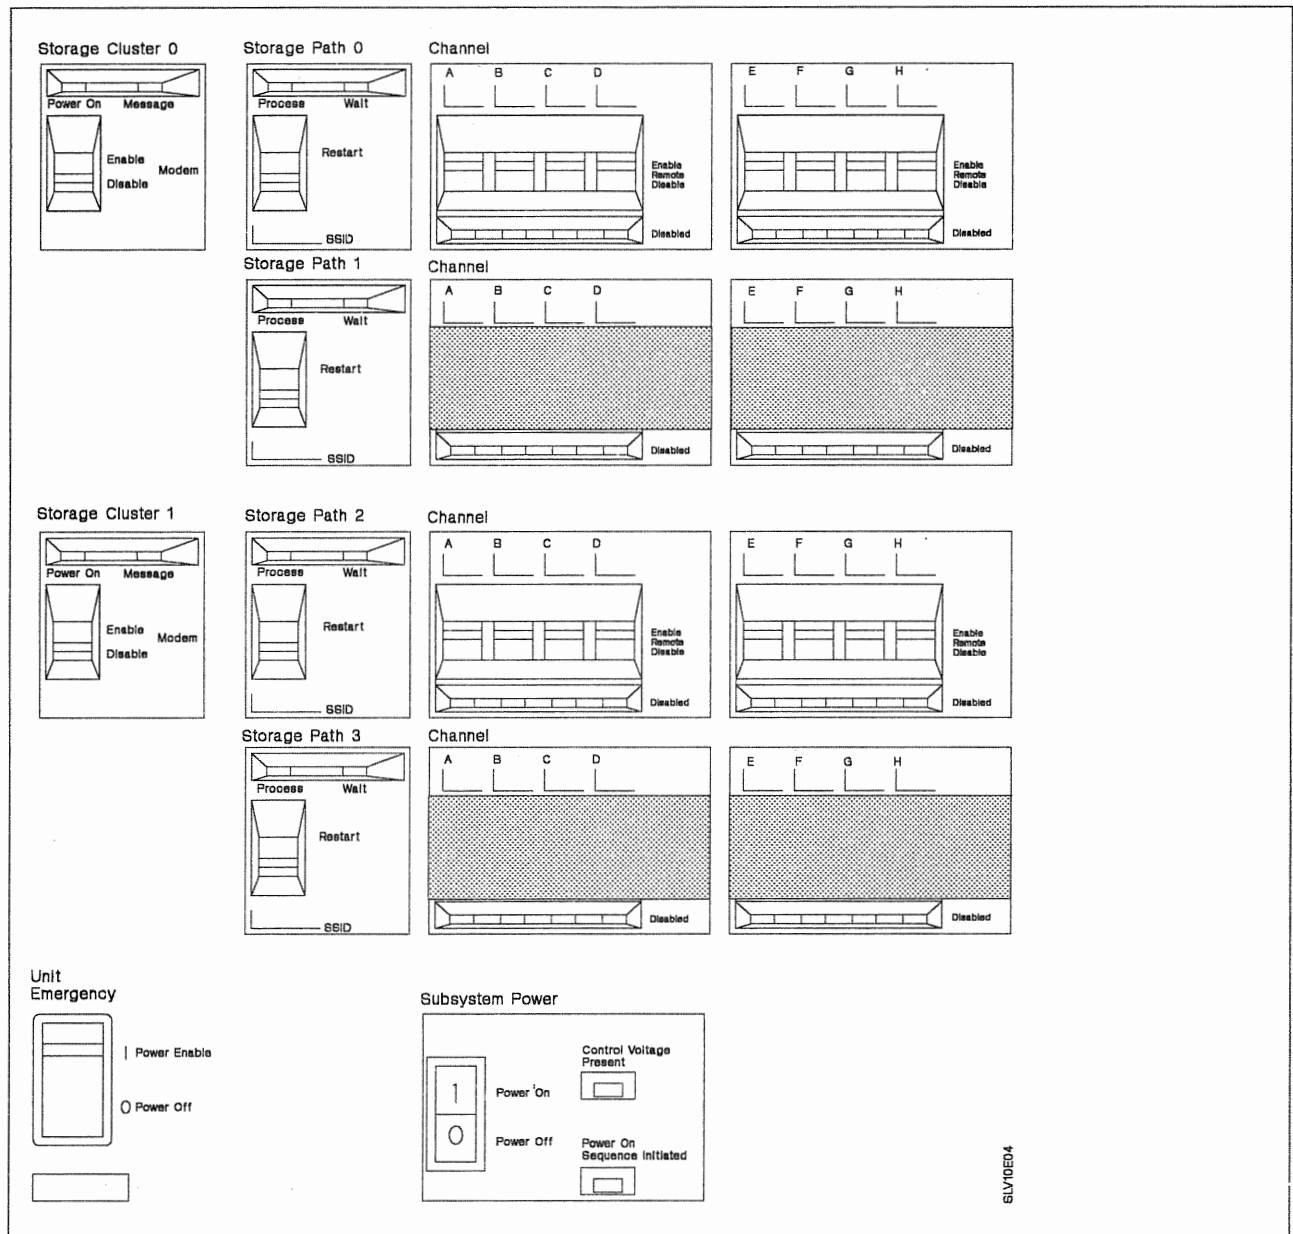 Storage Cluster 0 Storage Path 0 Channel
A B C D E F G H
Power On Message Process Wait
Enable Modem Restart
Disable
Enable Enable
Remote Remote
Disable Disable
SSID Disabled Disabled
Storage Path 1 Channel
A B C D E F G H
Process Wait
Restart
SSID Disabled Disabled
Storage Cluster 1 Storage Path 2 Channel
A B C D E F G H
Power On Message Process Wait
Enable Modem Restart
Disable
Enable Enable
Remote Remote
Disable Disable
SSID Disabled Disabled
Storage Path 3 Channel
A B C D E F G H
Process Wait
Restart
SSID Disabled Disabled
Unit
Emergency
| Power Enable
0 Power Off
Subsystem Power
1 Power On
0 Power Off
Control Voltage
Present
Power On
Sequence Initiated
SLV10E04